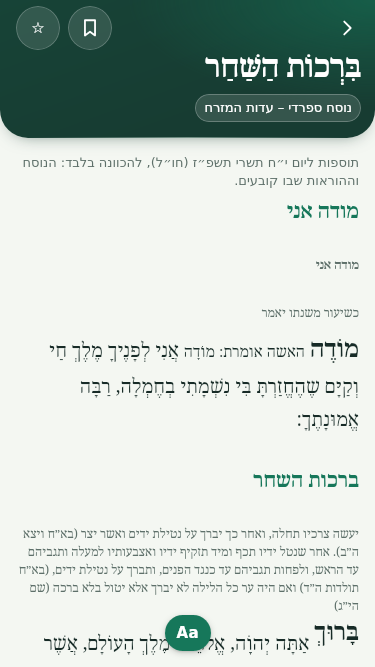 ☆
בִּרְכוֹת הַשַּׁחַר
נוסח ספרדי – עדות המזרח
תוספות ליום י״ח תשרי תשפ״ז (חו״ל), להכוונה בלבד: הנוסח
וההוראות שבו קובעים.
מודה אני
מודה אני
כשיעור משנתו יאמר
מוֹדֶה האשה אומרת: מוֹדָה אֲנִי לְפָנֶיךָ מֶלֶךְ חַי
וְקַיָּם שֶׁהֶחֱזַרְתָּ בִּי נִשְׁמָתִי בְחֶמְלָה, רַבָּה
אֱמוּנָתֶךָ:
ברכות השחר
יעשה צרכיו תחלה, ואחר כך יברך על נטילת ידים ואשר יצר (בא״ח ויצא
ה״ב). אחר שנטל ידיו תכף ומיד תזקיף ידיו ואצבעותיו למעלה ותגביהם
עד הראש, ולפחות תגביהם עד כנגד הפנים, ותברך על נטילת ידים, (בא״ח
תולדות ה״ד) ואם היה ער כל הלילה לא יברך אלא יטול בלא ברכה (שם
הי״ג)
בָּרוּךְ אַתָּה יְהוָֹה, מֶלֶךְ הָעוֹלָם, אֲשֶׁר
Aa